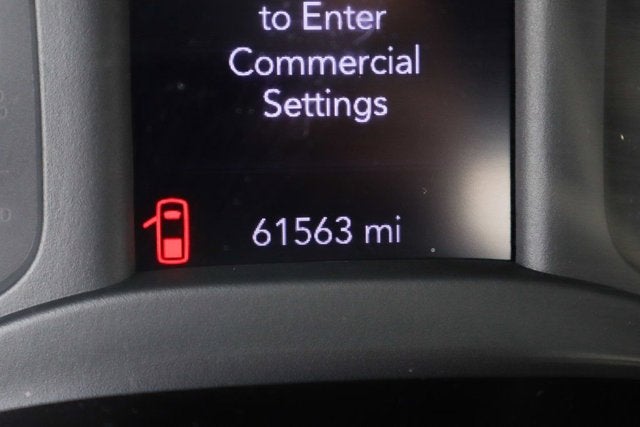 to Enter
Commercial
Settings
61563 mi